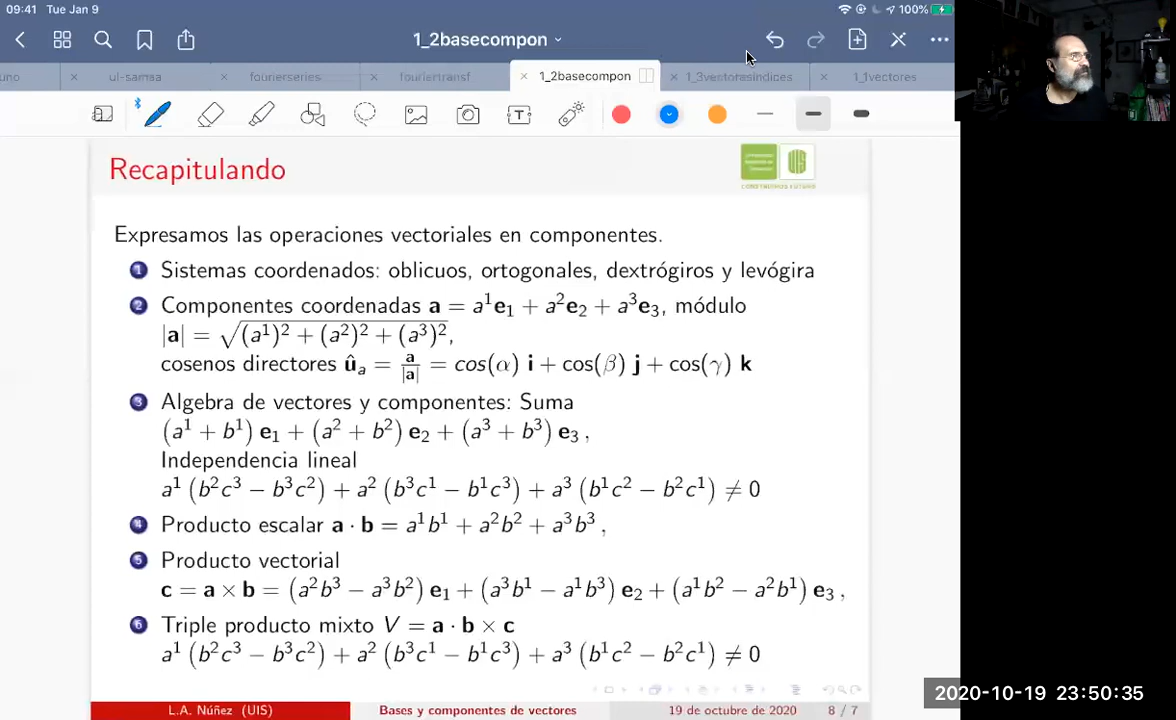 09:41 Tue Jan 9
100%
1_2basecompon
uno
ul-samsa
fourierseries
fouriertransf
1_2basecompon
1_3vectoresindices
1_1vectores
Recapitulando
UIS
CONSTRUIMOS FUTURO
Expresamos las operaciones vectoriales en componentes.
1 Sistemas coordenados: oblicuos, ortogonales, dextrógiros y levógira
2 Componentes coordenadas a = a¹e₁ + a²e₂ + a³e₃, módulo
|a| = √((a¹)² + (a²)² + (a³)²),
cosenos directores ûₐ = a/|a| = cos(α) i + cos(β) j + cos(γ) k
3 Algebra de vectores y componentes: Suma
(a¹ + b¹) e₁ + (a² + b²) e₂ + (a³ + b³) e₃ ,
Independencia lineal
a¹ (b²c³ − b³c²) + a² (b³c¹ − b¹c³) + a³ (b¹c² − b²c¹) ≠ 0
4 Producto escalar a · b = a¹b¹ + a²b² + a³b³ ,
5 Producto vectorial
c = a × b = (a²b³ − a³b²) e₁ + (a³b¹ − a¹b³) e₂ + (a¹b² − a²b¹) e₃ ,
6 Triple producto mixto V = a · b × c
a¹ (b²c³ − b³c²) + a² (b³c¹ − b¹c³) + a³ (b¹c² − b²c¹) ≠ 0
L.A. Núñez (UIS)
Bases y componentes de vectores
19 de octubre de 2020
8 / 7
2020-10-19 23:50:35